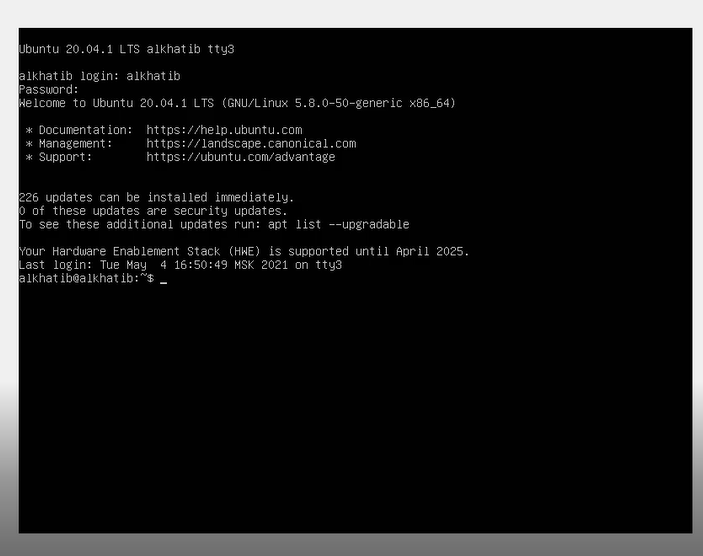 Ubuntu 20.04.1 LTS alkhatib tty3
alkhatib login: alkhatib
Password:
Welcome to Ubuntu 20.04.1 LTS (GNU/Linux 5.8.0-50-generic x86_64)
* Documentation:  https://help.ubuntu.com
* Management:     https://landscape.canonical.com
* Support:        https://ubuntu.com/advantage
226 updates can be installed immediately.
0 of these updates are security updates.
To see these additional updates run: apt list --upgradable
Your Hardware Enablement Stack (HWE) is supported until April 2025.
Last login: Tue May  4 16:50:49 MSK 2021 on tty3
alkhatib@alkhatib:~$ _